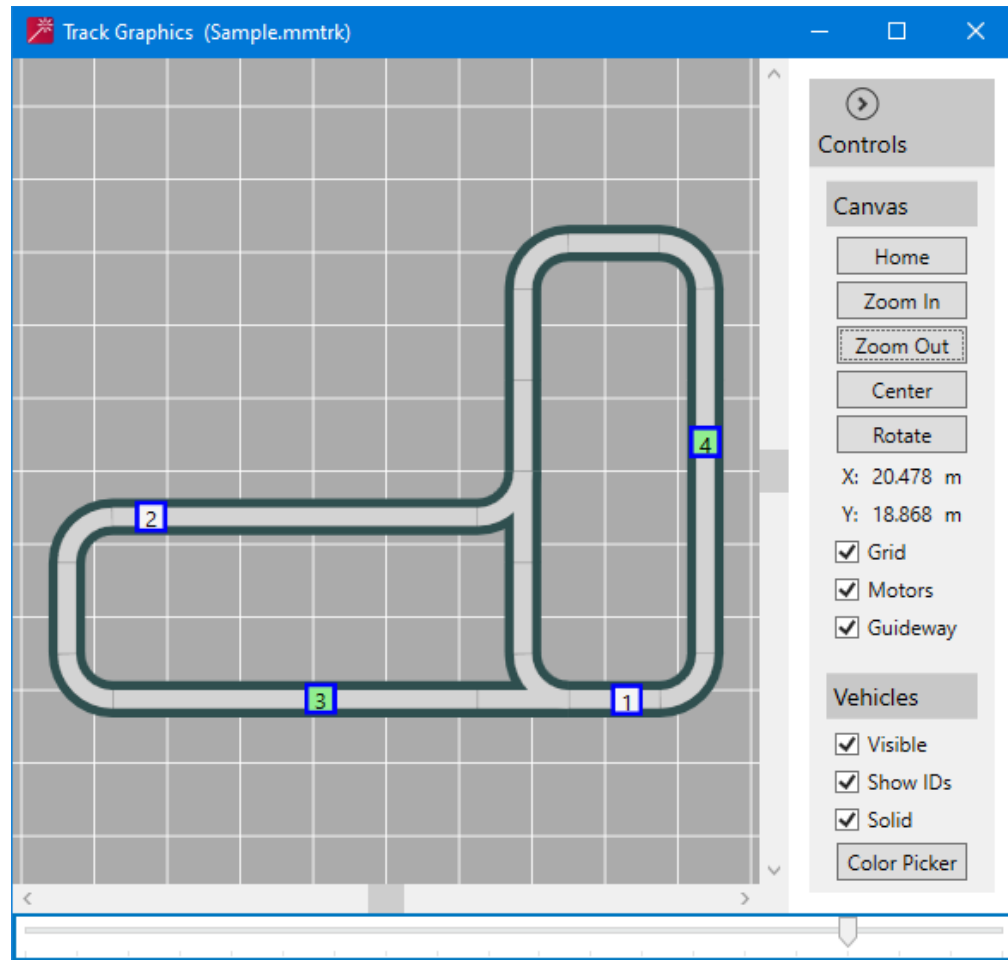 Track Graphics (Sample.mmtrk)
Controls
Canvas
Home
Zoom In
Zoom Out
Center
Rotate
X: 20.478 m
Y: 18.868 m
Grid
Motors
Guideway
Vehicles
Visible
Show IDs
Solid
Color Picker
4
2
3
1